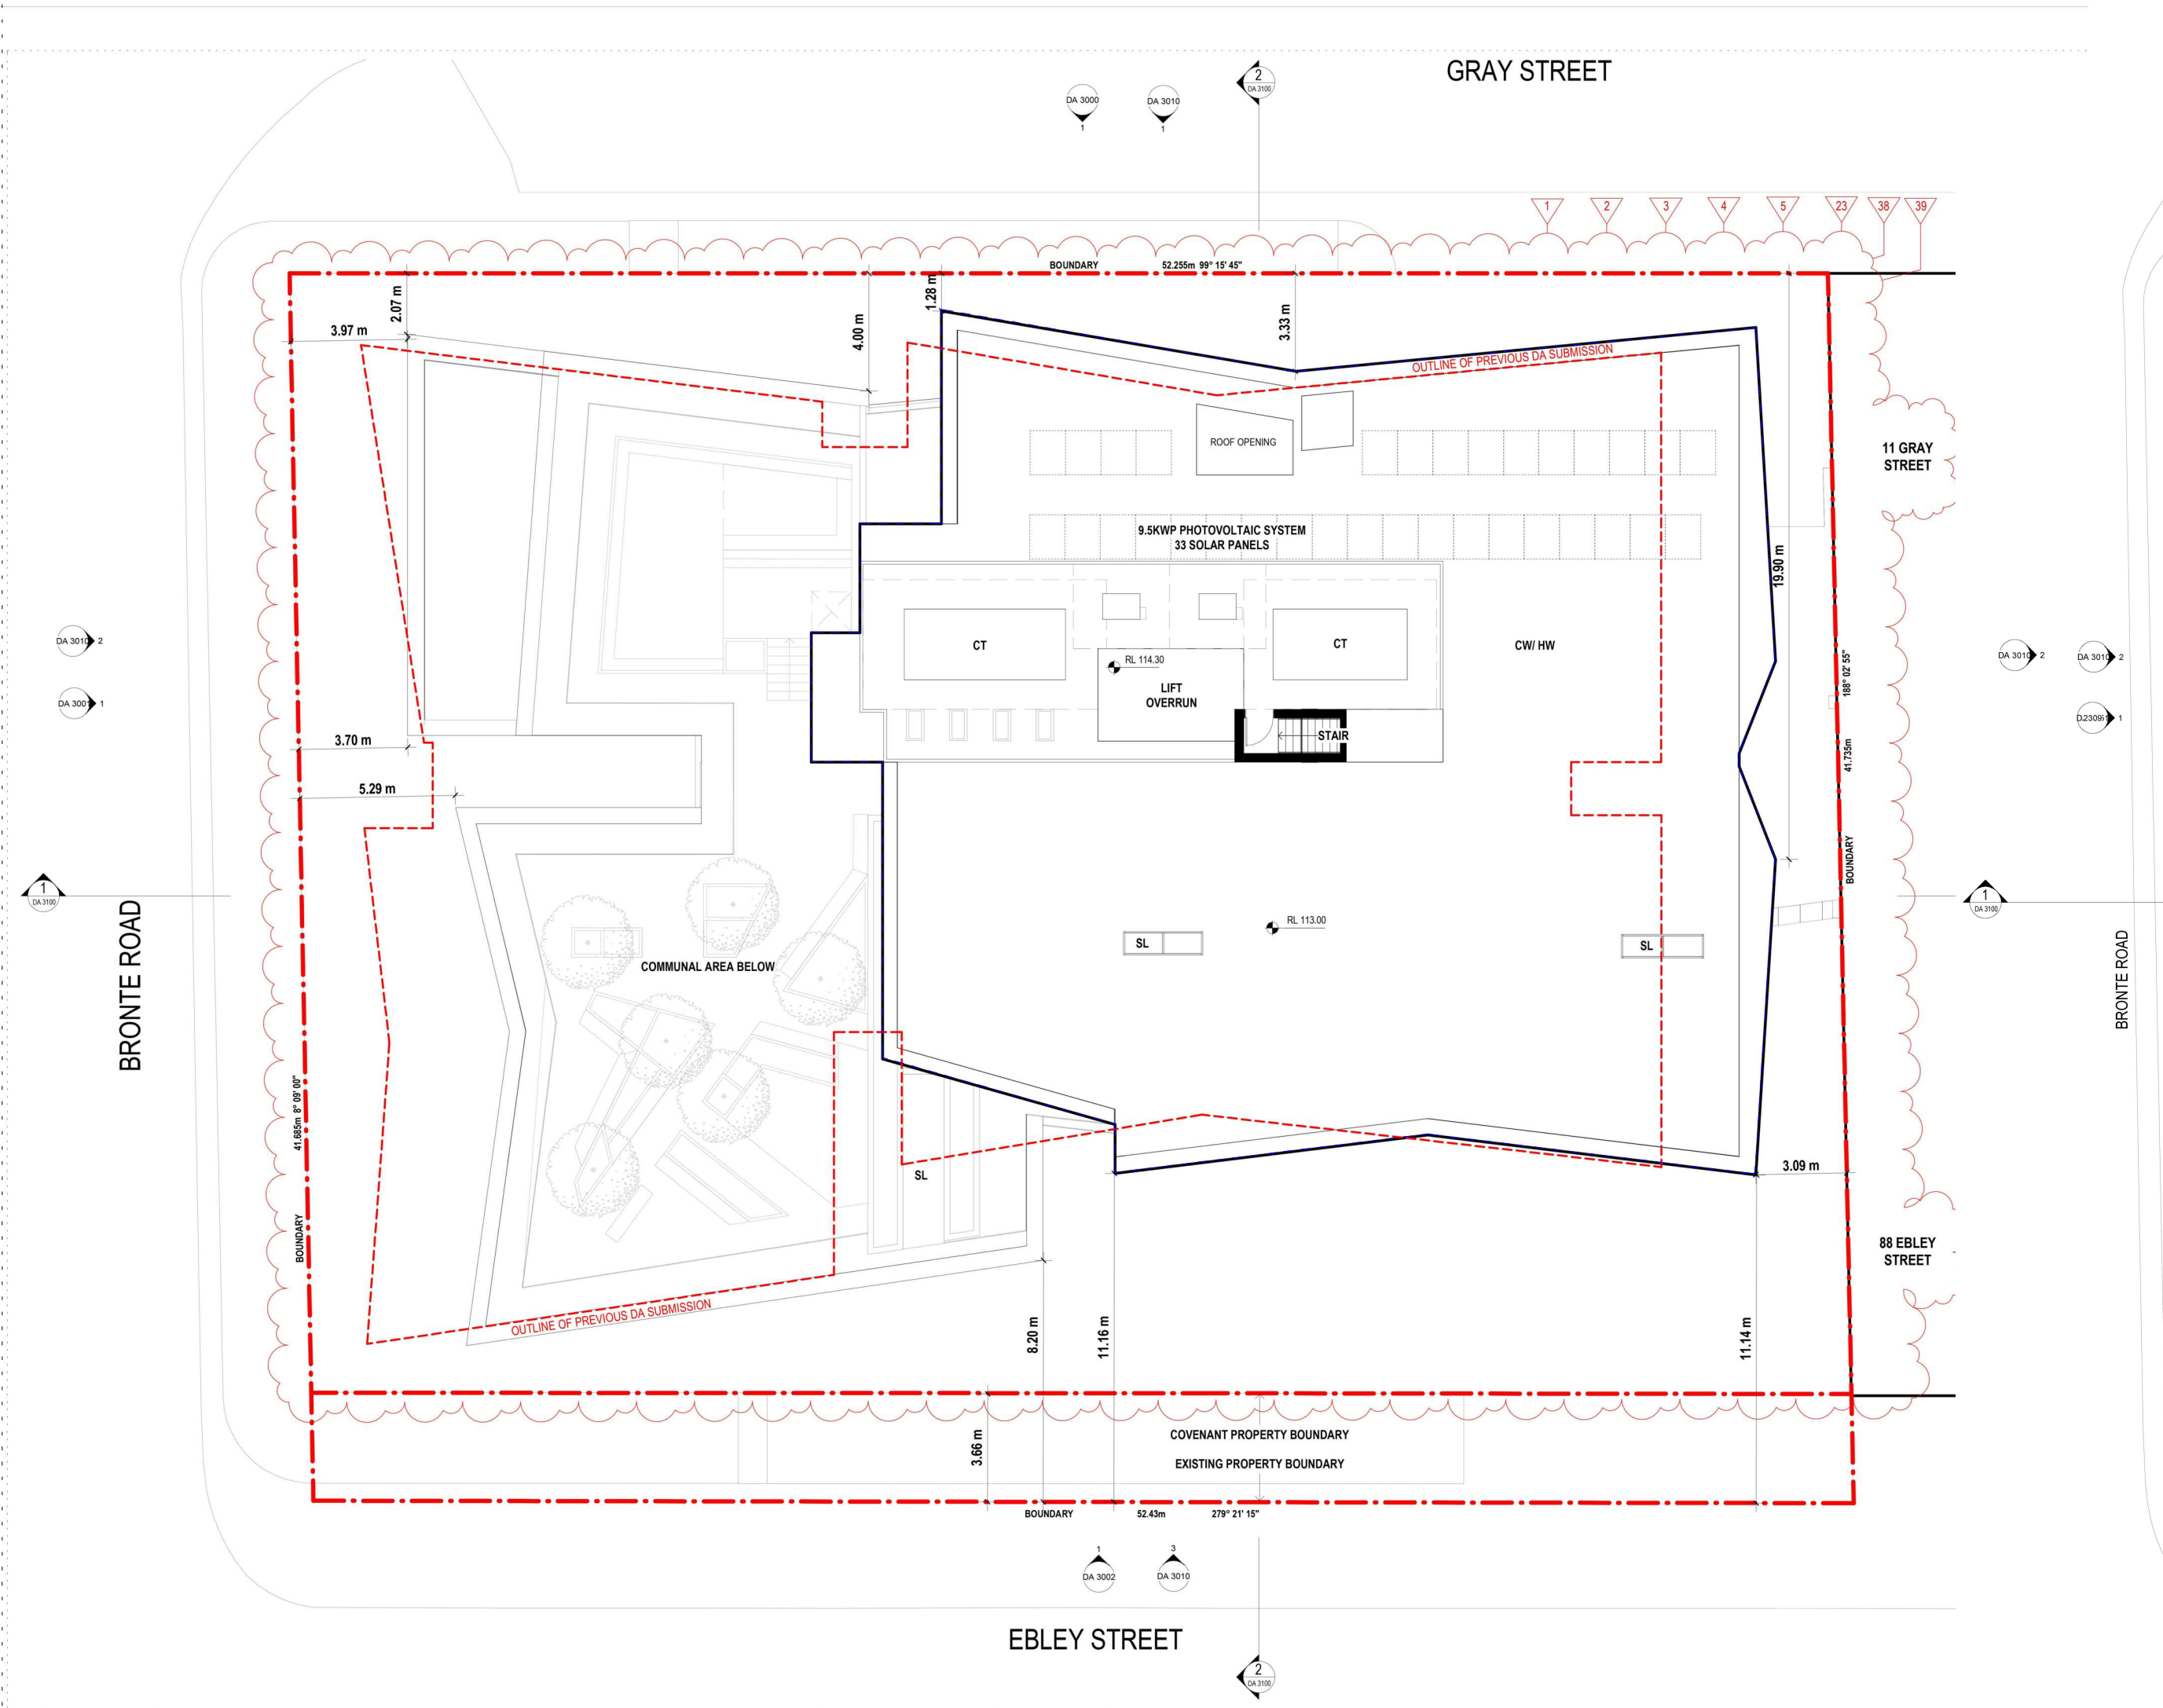 GRAY STREET
2
DA 3100
DA 3000
1
DA 3010
1
1
2
3
4
5
23
38
39
BOUNDARY
52.255m 99° 15' 45"
2.07 m
3.97 m
4.00 m
1.28 m
3.33 m
OUTLINE OF PREVIOUS DA SUBMISSION
ROOF OPENING
11 GRAY
STREET
9.5KWP PHOTOVOLTAIC SYSTEM
33 SOLAR PANELS
19.90 m
CT
CT
CW/ HW
RL 114.30
LIFT
OVERRUN
STAIR
DA 3010
2
DA 3001
1
DA 3010
2
DA 3010
2
1
188° 02' 55"
41.735m
BOUNDARY
3.70 m
5.29 m
1
DA 3100
BRONTE ROAD
1
DA 3100
BRONTE ROAD
RL 113.00
SL
SL
COMMUNAL AREA BELOW
41.685m 8° 09' 00"
BOUNDARY
SL
3.09 m
88 EBLEY
STREET
OUTLINE OF PREVIOUS DA SUBMISSION
8.20 m
11.16 m
11.14 m
3.66 m
COVENANT PROPERTY BOUNDARY
EXISTING PROPERTY BOUNDARY
BOUNDARY
52.43m
279° 21' 15"
1
DA 3002
3
DA 3010
EBLEY STREET
2
DA 3100